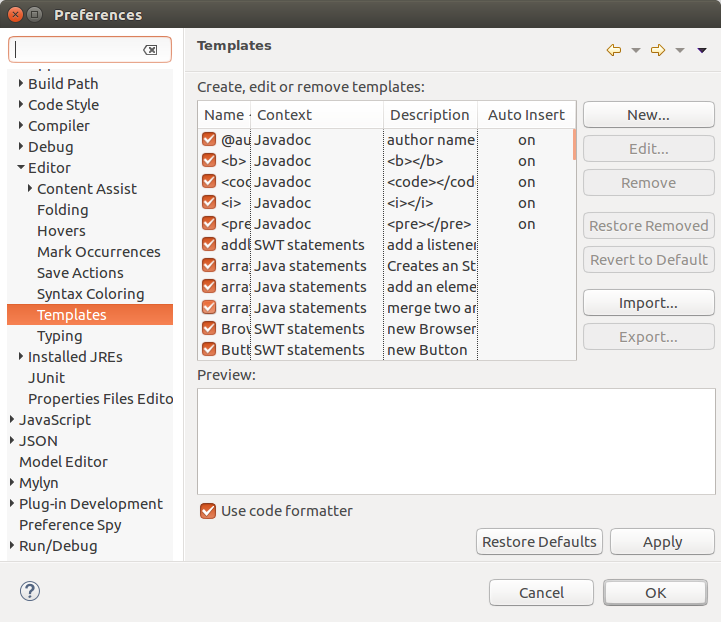 Preferences
Templates
Build Path
Code Style
Compiler
Debug
Editor
Content Assist
Folding
Hovers
Mark Occurrences
Save Actions
Syntax Coloring
Templates
Typing
Installed JREs
JUnit
Properties Files Edito
JavaScript
JSON
Model Editor
Mylyn
Plug-in Development
Preference Spy
Run/Debug
Create, edit or remove templates:
Name Context Description Auto Insert
@au Javadoc author name on
<b> Javadoc <b></b> on
<cod Javadoc <code></cod on
<i> Javadoc <i></i> on
<pre Javadoc <pre></pre> on
addl SWT statements add a listener
arra Java statements Creates an St
arra Java statements add an eleme
arra Java statements merge two ar
Brov SWT statements new Browser
Butt SWT statements new Button
New...
Edit...
Remove
Restore Removed
Revert to Default
Import...
Export...
Preview:
Use code formatter
Restore Defaults Apply
? Cancel OK